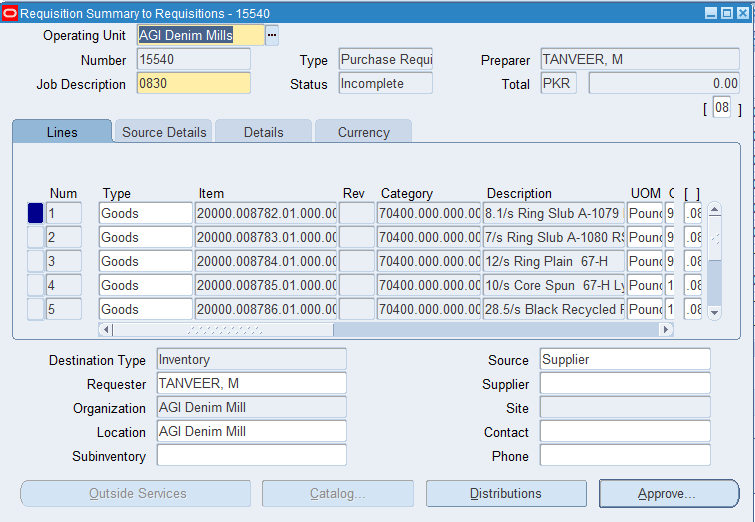 Requisition Summary to Requisitions - 15540
Operating Unit AGI Denim Mills ...
Number 15540 Type Purchase Requi Preparer TANVEER, M
Job Description 0830 Status Incomplete Total PKR 0.00
[ 08 ]
Lines Source Details Details Currency
Num Type Item Rev Category Description UOM [ ]
1 Goods 20000.008782.01.000.00 70400.000.000.00 8.1/s Ring Slub A-1079 Pound 9 .08
2 Goods 20000.008783.01.000.00 70400.000.000.00 7/s Ring Slub A-1080 RS Pound 9 .08
3 Goods 20000.008784.01.000.00 70400.000.000.00 12/s Ring Plain 67-H Pound 9 .08
4 Goods 20000.008785.01.000.00 70400.000.000.00 10/s Core Spun 67-H Ly Pound 1 .08
5 Goods 20000.008786.01.000.00 70400.000.000.00 28.5/s Black Recycled Pound 1 .08
Destination Type Inventory Source Supplier
Requester TANVEER, M Supplier
Organization AGI Denim Mill Site
Location AGI Denim Mill Contact
Subinventory Phone
Outside Services Catalog... Distributions Approve...